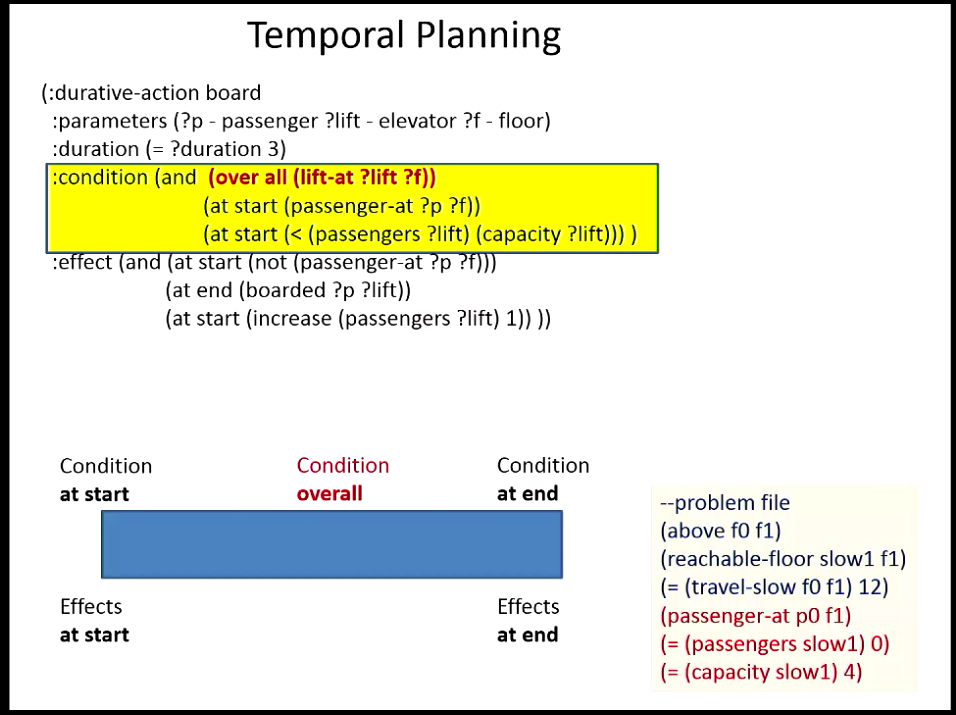 Temporal Planning
(:durative-action board
:parameters (?p - passenger ?lift - elevator ?f - floor)
:duration (= ?duration 3)
:condition (and (over all (lift-at ?lift ?f))
(at start (passenger-at ?p ?f))
(at start (< (passengers ?lift) (capacity ?lift))) )
:effect (and (at start (not (passenger-at ?p ?f)))
(at end (boarded ?p ?lift))
(at start (increase (passengers ?lift) 1)) ))
Condition
at start
Condition
overall
Condition
at end
Effects
at start
Effects
at end
--problem file
(above f0 f1)
(reachable-floor slow1 f1)
(= (travel-slow f0 f1) 12)
(passenger-at p0 f1)
(= (passengers slow1) 0)
(= (capacity slow1) 4)